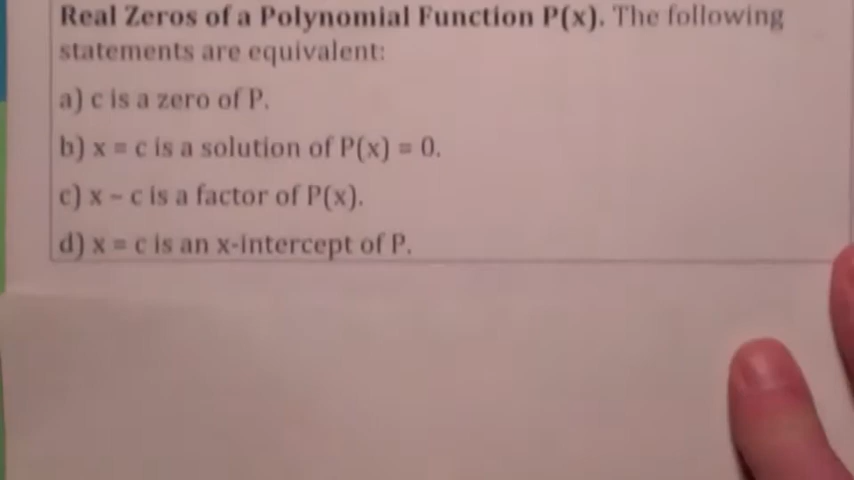 Real Zeros of a Polynomial Function P(x). The following
statements are equivalent:
a) c is a zero of P.
b) x = c is a solution of P(x) = 0.
c) x – c is a factor of P(x).
d) x = c is an x-intercept of P.